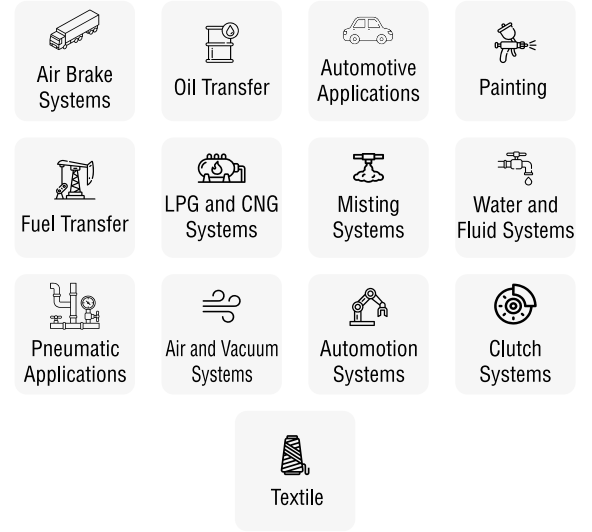 Air Brake
Systems
Oil Transfer
Automotive
Applications
Painting
Fuel Transfer
LPG and CNG
Systems
Misting
Systems
Water and
Fluid Systems
Pneumatic
Applications
Air and Vacuum
Systems
Automotion
Systems
Clutch
Systems
Textile